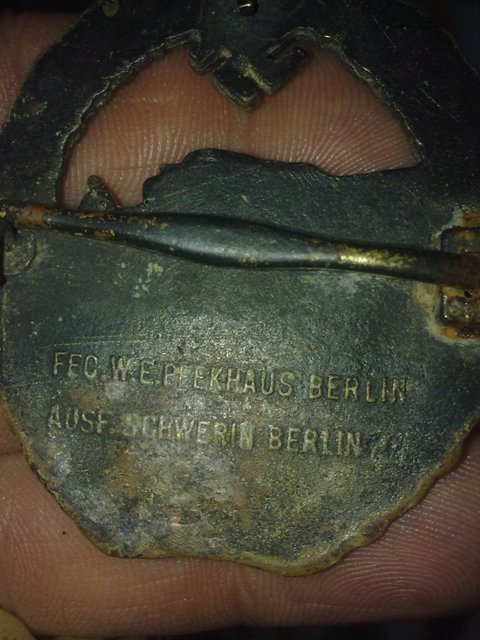 FEC. W. E. PEEKHAUS BERLIN
AUSF. SCHWERIN BERLIN